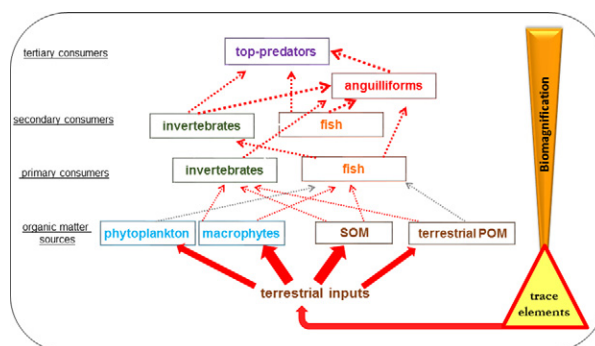 tertiary consumers
top-predators
anguilliforms
secondary consumers
invertebrates
fish
primary consumers
invertebrates
fish
organic matter
sources
phytoplankton
macrophytes
SOM
terrestrial POM
terrestrial inputs
Biomagnification
trace
elements